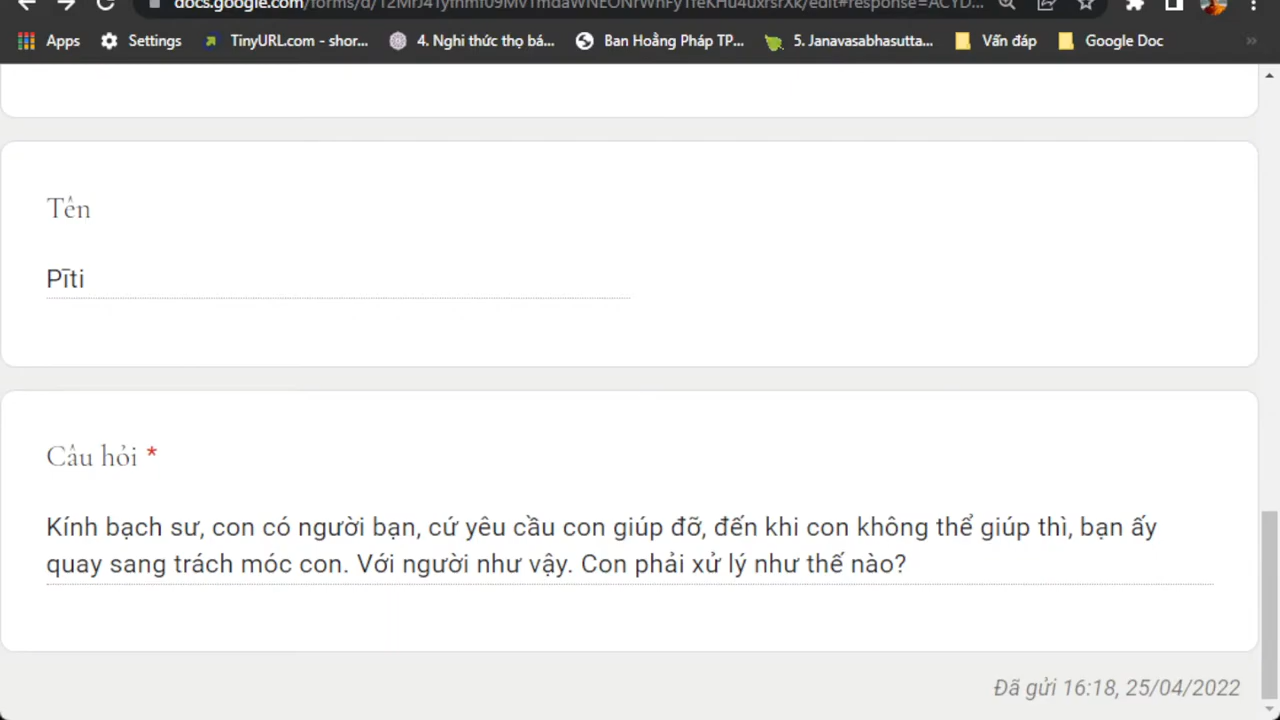 docs.google.com/forms/d/
Apps Settings TinyURL.com - shor... 4. Nghi thức thọ bá... Ban Hoằng Pháp TP... 5. Janavasabhasutta... Vấn đáp Google Doc »
Tên
Pīti
Câu hỏi *
Kính bạch sư, con có người bạn, cứ yêu cầu con giúp đỡ, đến khi con không thể giúp thì, bạn ấy
quay sang trách móc con. Với người như vậy. Con phải xử lý như thế nào?
Đã gửi 16:18, 25/04/2022